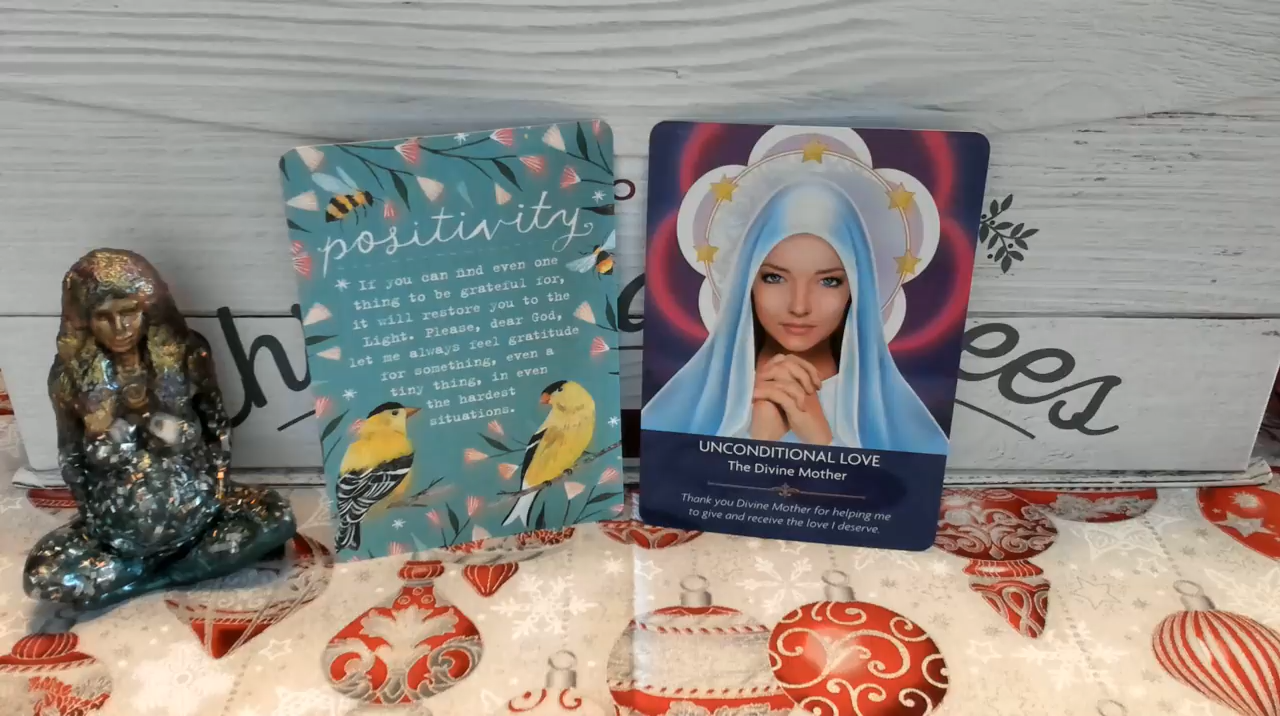 positivity
If you can find even one
thing to be grateful for,
it will restore you to the
Light. Please, dear God,
let me always feel gratitude
for something, even a
tiny thing, in even
the hardest
situations.
UNCONDITIONAL LOVE
The Divine Mother
Thank you Divine Mother for helping me
to give and receive the love I deserve.